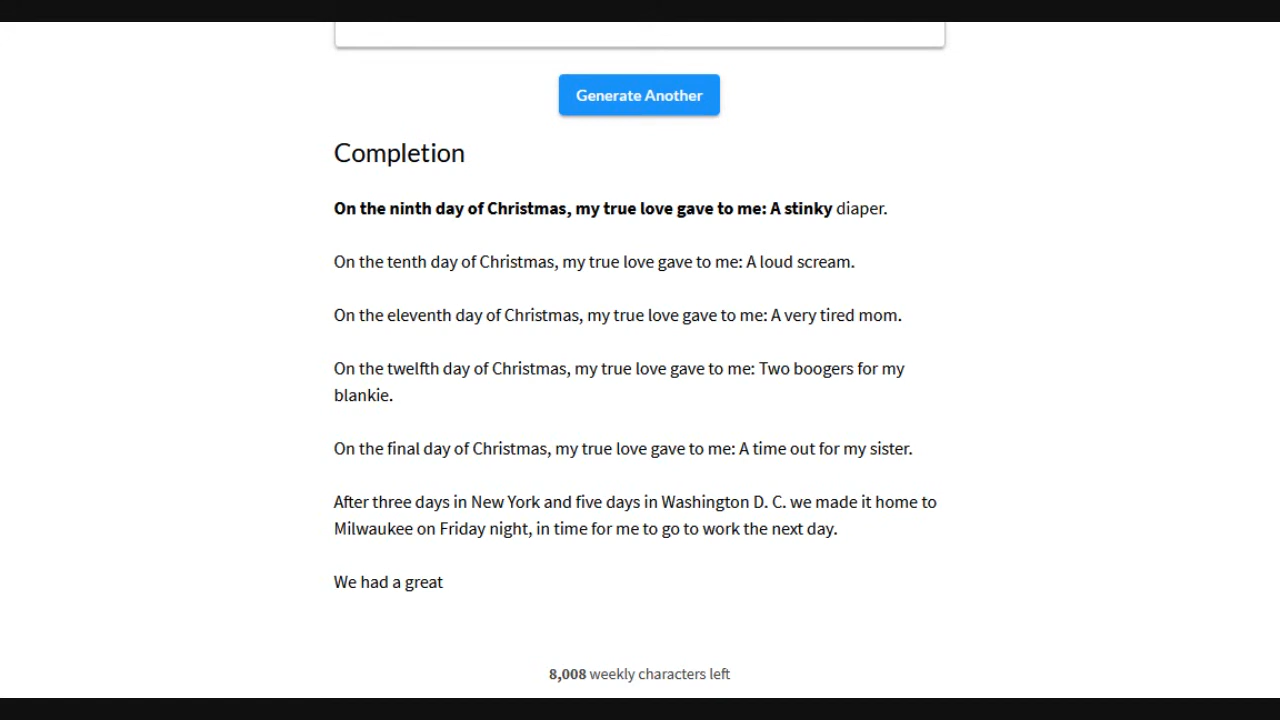 Generate Another
Completion
On the ninth day of Christmas, my true love gave to me: A stinky diaper.
On the tenth day of Christmas, my true love gave to me: A loud scream.
On the eleventh day of Christmas, my true love gave to me: A very tired mom.
On the twelfth day of Christmas, my true love gave to me: Two boogers for my
blankie.
On the final day of Christmas, my true love gave to me: A time out for my sister.
After three days in New York and five days in Washington D. C. we made it home to
Milwaukee on Friday night, in time for me to go to work the next day.
We had a great
8,008 weekly characters left